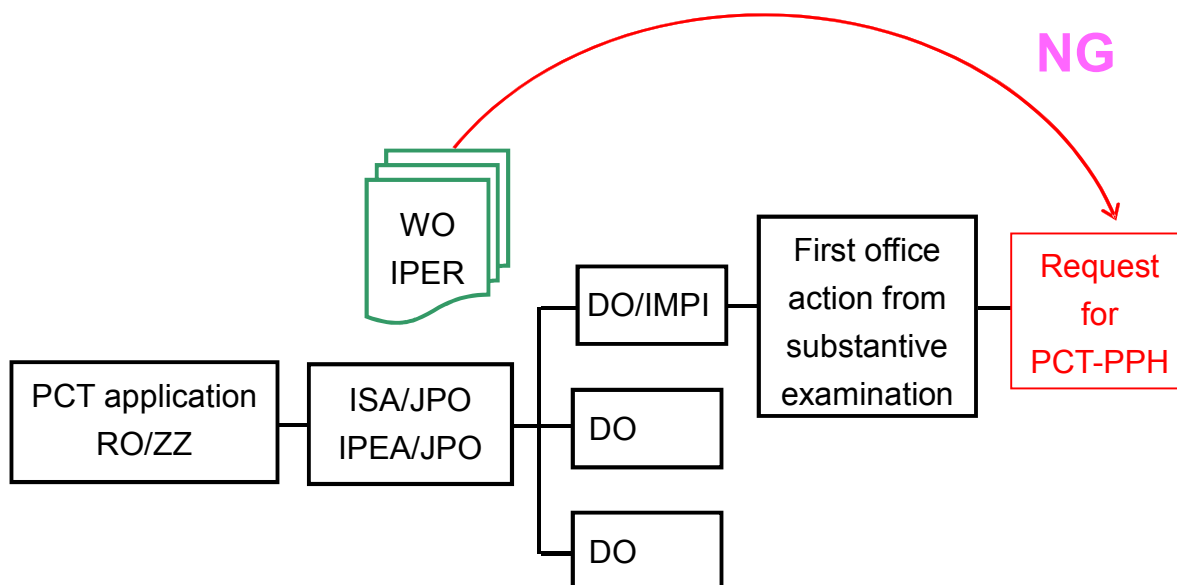 NG
WO
IPER
First office
action from
substantive
examination
Request
for
PCT-PPH
DO/IMPI
PCT application
RO/ZZ
ISA/JPO
IPEA/JPO
DO
DO